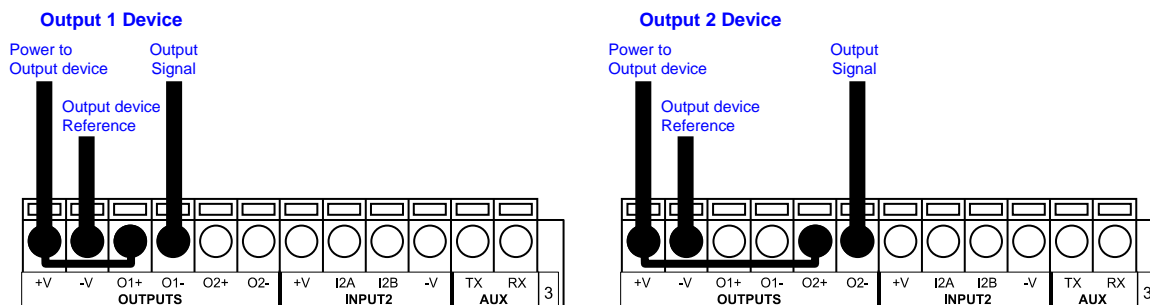 Output 1 Device
Power to
Output device
Output
Signal
Output device
Reference
+V -V O1+ O1- O2+ O2- +V I2A I2B -V TX RX
OUTPUTS INPUT2 AUX 3
Output 2 Device
Power to
Output device
Output
Signal
Output device
Reference
+V -V O1+ O1- O2+ O2- +V I2A I2B -V TX RX
OUTPUTS INPUT2 AUX 3